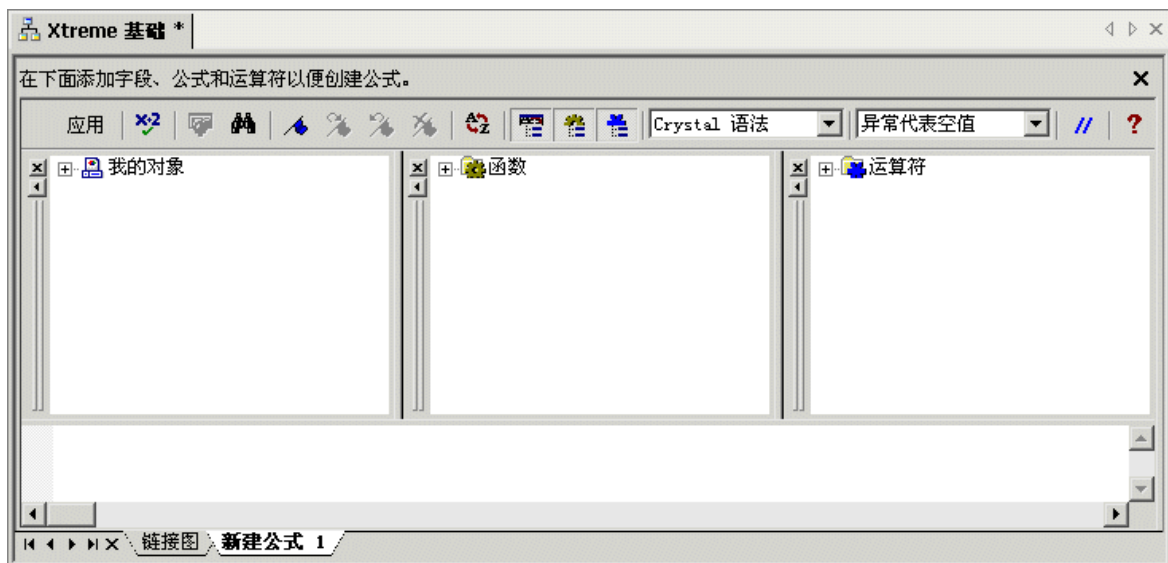 Xtreme 基础 *
在下面添加字段、公式和运算符以便创建公式。
应用 x+2 A Z Crystal 语法 异常代表空值 // ?
我的对象 函数 运算符
链接图 新建公式 1